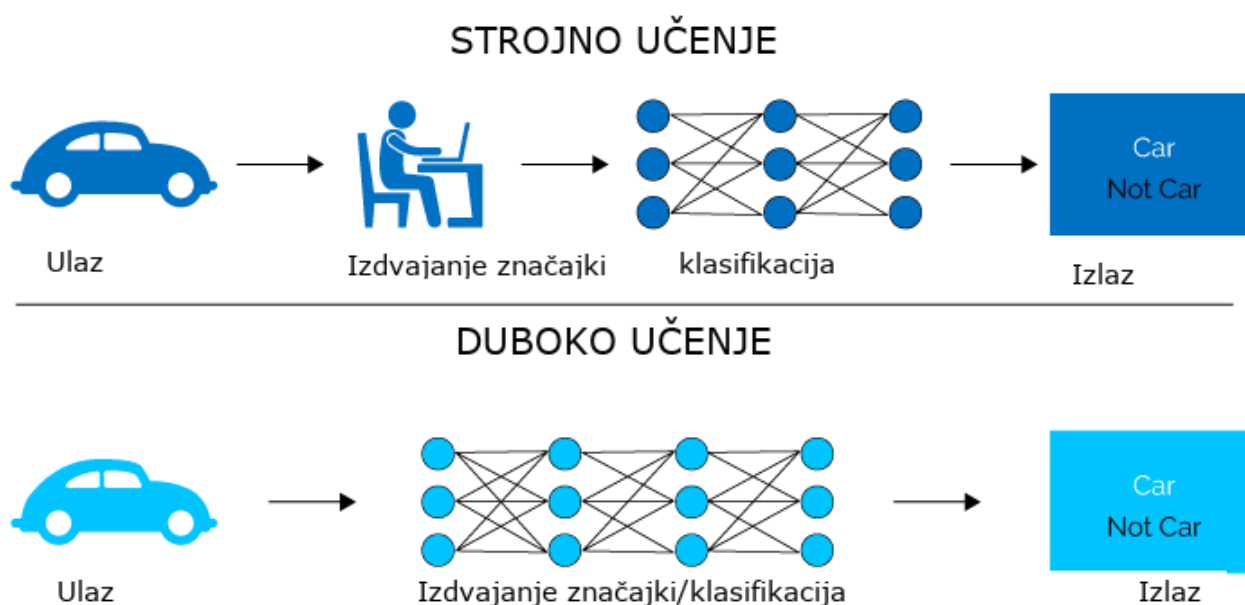 STROJNO UČENJE
Car
Not Car
Ulaz
Izdvajanje značajki
klasifikacija
Izlaz
DUBOKO UČENJE
Car
Not Car
Ulaz
Izdvajanje značajki/klasifikacija
Izlaz